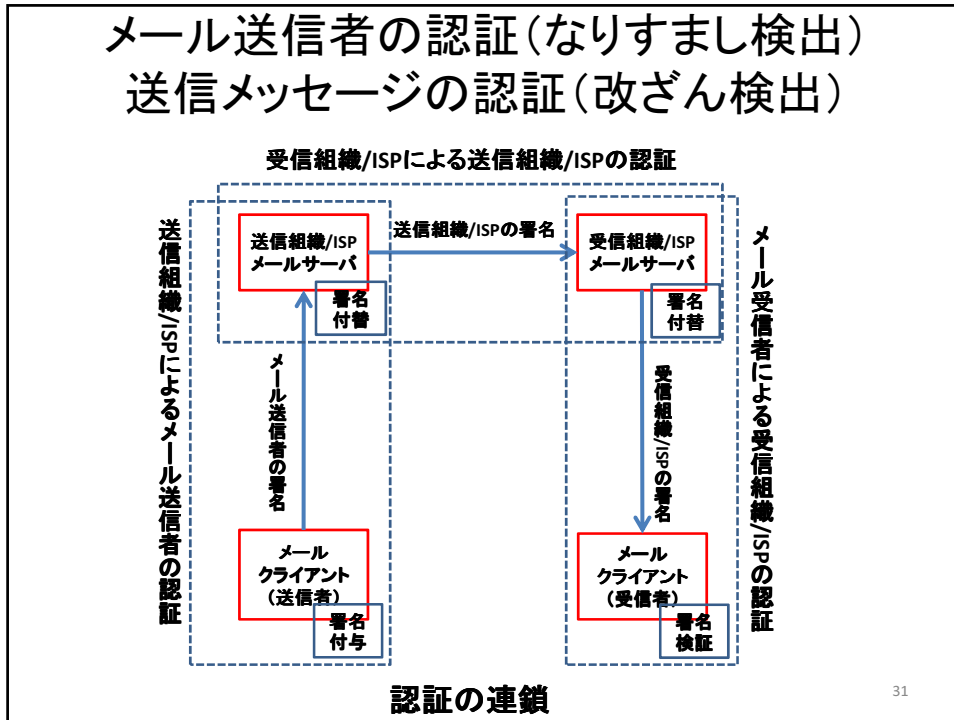 メール送信者の認証(なりすまし検出)
送信メッセージの認証(改ざん検出)
受信組織/ISPによる送信組織/ISPの認証
送信組織/ISPによるメール送信者の認証
送信組織/ISP
メールサーバ
署名
付替
送信組織/ISPの署名
受信組織/ISP
メールサーバ
署名
付替
メール受信者による受信組織/ISPの認証
メール送信者の署名
受信組織/ISPの署名
メール
クライアント
(送信者)
署名
付与
メール
クライアント
(受信者)
署名
検証
認証の連鎖
31